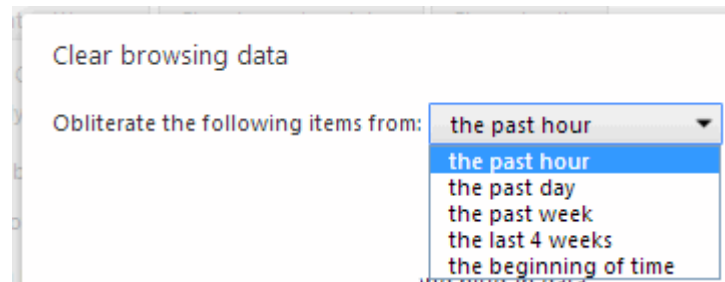 Clear browsing data
Obliterate the following items from: the past hour
the past hour
the past day
the past week
the last 4 weeks
the beginning of time